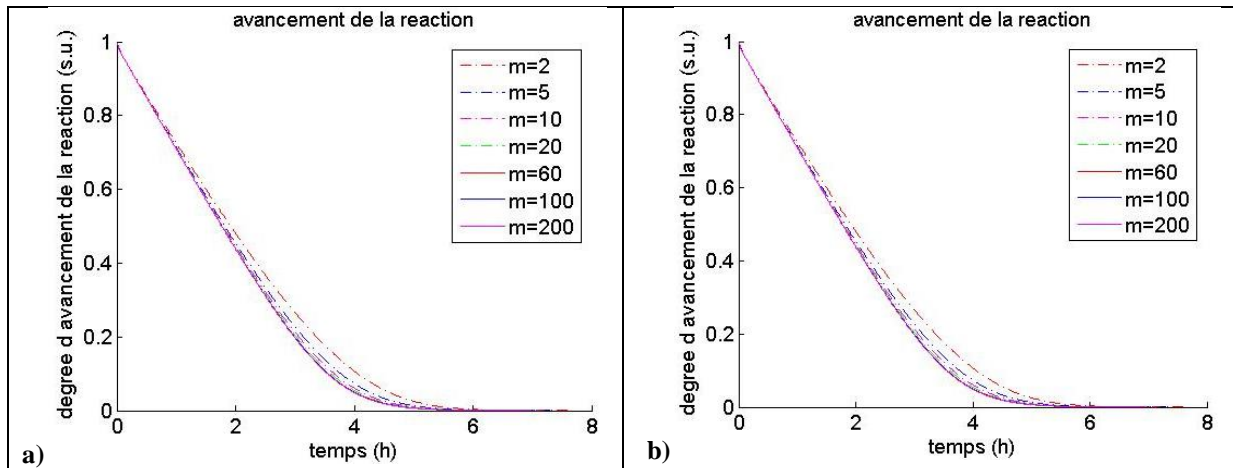 avancement de la reaction
degree d avancement de la reaction (s.u.)
1
0.8
0.6
0.4
0.2
0
0
2
4
6
8
temps (h)
m=2
m=5
m=10
m=20
m=60
m=100
m=200
a)
avancement de la reaction
degree d avancement de la reaction (s.u.)
1
0.8
0.6
0.4
0.2
0
0
2
4
6
8
temps (h)
m=2
m=5
m=10
m=20
m=60
m=100
m=200
b)